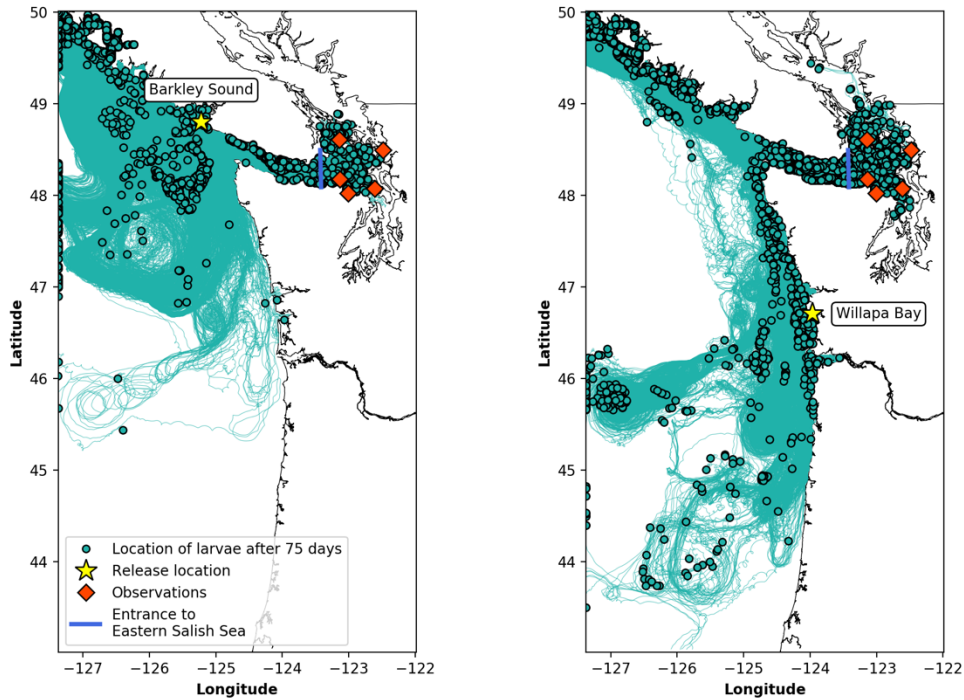 50
49
48
47
46
45
44
Latitude
−127
−126
−125
−124
−123
−122
Longitude
Barkley Sound
Location of larvae after 75 days
Release location
Observations
Entrance to
Eastern Salish Sea
50
49
48
47
46
45
44
Latitude
−127
−126
−125
−124
−123
−122
Longitude
Willapa Bay